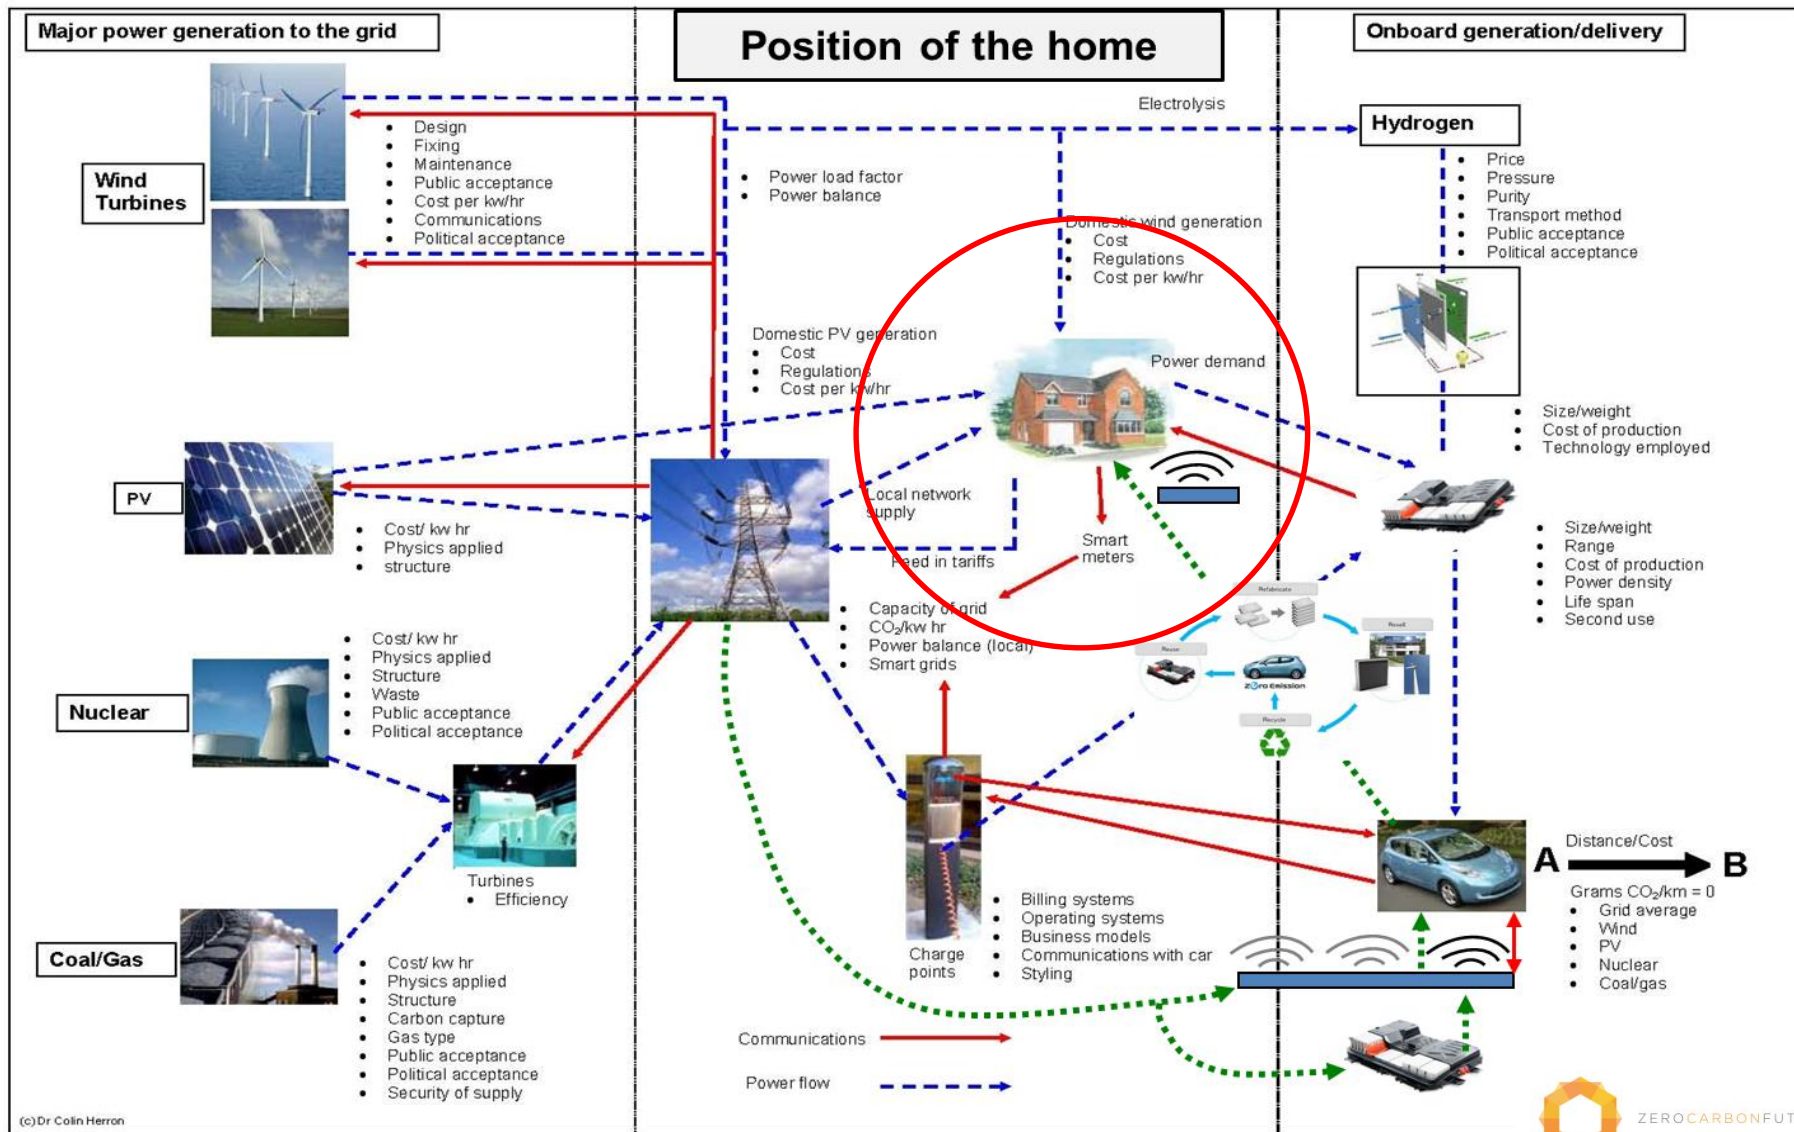 Major power generation to the grid
Position of the home
Onboard generation/delivery
Wind
Turbines
• Design
• Fixing
• Maintenance
• Public acceptance
• Cost per kw/hr
• Communications
• Political acceptance
• Power load factor
• Power balance
Electrolysis
Hydrogen
• Price
• Pressure
• Purity
• Transport method
• Public acceptance
• Political acceptance
Domestic wind generation
• Cost
• Regulations
• Cost per kw/hr
Domestic PV generation
• Cost
• Regulations
• Cost per kw/hr
Power demand
• Size/weight
• Cost of production
• Technology employed
PV
• Cost/ kw hr
• Physics applied
• structure
Local network
supply
Feed in tariffs
Smart
meters
• Size/weight
• Range
• Cost of production
• Power density
• Life span
• Second use
• Capacity of grid
• CO₂/kw hr
• Power balance (local)
• Smart grids
Refabricate
Resell
Reuse
Zero Emission
Recycle
Nuclear
• Cost/ kw hr
• Physics applied
• Structure
• Waste
• Public acceptance
• Political acceptance
Turbines
• Efficiency
Coal/Gas
• Cost/ kw hr
• Physics applied
• Structure
• Carbon capture
• Gas type
• Public acceptance
• Political acceptance
• Security of supply
Charge
points
• Billing systems
• Operating systems
• Business models
• Communications with car
• Styling
A
Distance/Cost
B
Grams CO₂/km = 0
• Grid average
• Wind
• PV
• Nuclear
• Coal/gas
Communications
Power flow
(c)Dr Colin Herron
ZEROCARBONFUT